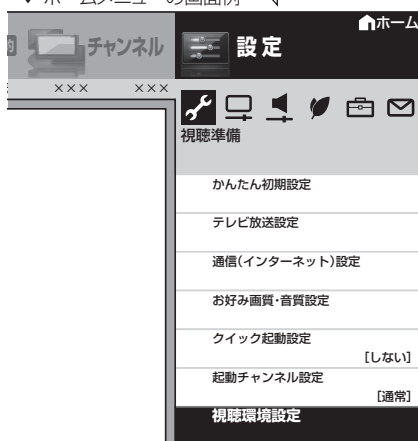 ホームメニューの画面例
ホーム
チャンネル
設定
××× ×××
視聴準備
かんたん初期設定
テレビ放送設定
通信(インターネット)設定
お好み画質・音質設定
クイック起動設定
[しない]
起動チャンネル設定
[通常]
視聴環境設定